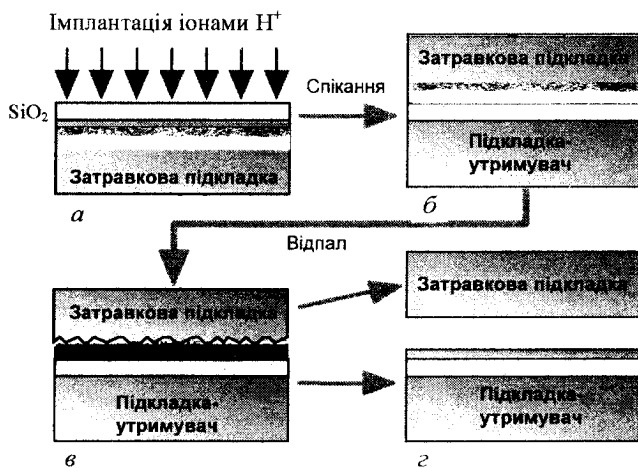 Імплантація іонами H⁺
SiO₂
Затравкова підкладка
а
Спікання
Затравкова підкладка
Підкладка-
утримувач
б
Відпал
Затравкова підкладка
Підкладка-
утримувач
в
Затравкова підкладка
Підкладка-
утримувач
г